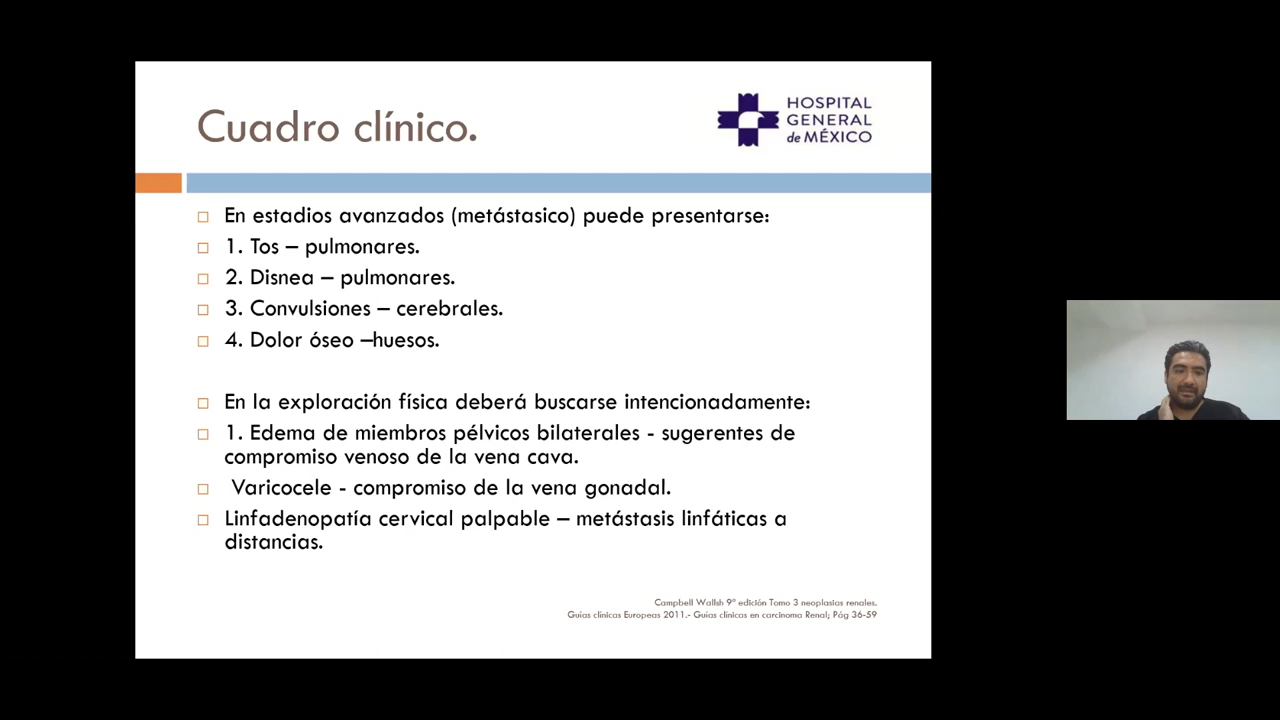 Cuadro clínico.
HOSPITAL
GENERAL
de MÉXICO
En estadios avanzados (metástasico) puede presentarse:
1. Tos – pulmonares.
2. Disnea – pulmonares.
3. Convulsiones – cerebrales.
4. Dolor óseo –huesos.
En la exploración física deberá buscarse intencionadamente:
1. Edema de miembros pélvicos bilaterales - sugerentes de
compromiso venoso de la vena cava.
Varicocele - compromiso de la vena gonadal.
Linfadenopatía cervical palpable – metástasis linfáticas a
distancias.
Campbell Wallsh 9ª edición Tomo 3 neoplasias renales.
Guías clínicas Europeas 2011.- Guías clínicas en carcinoma Renal; Pág 36-59